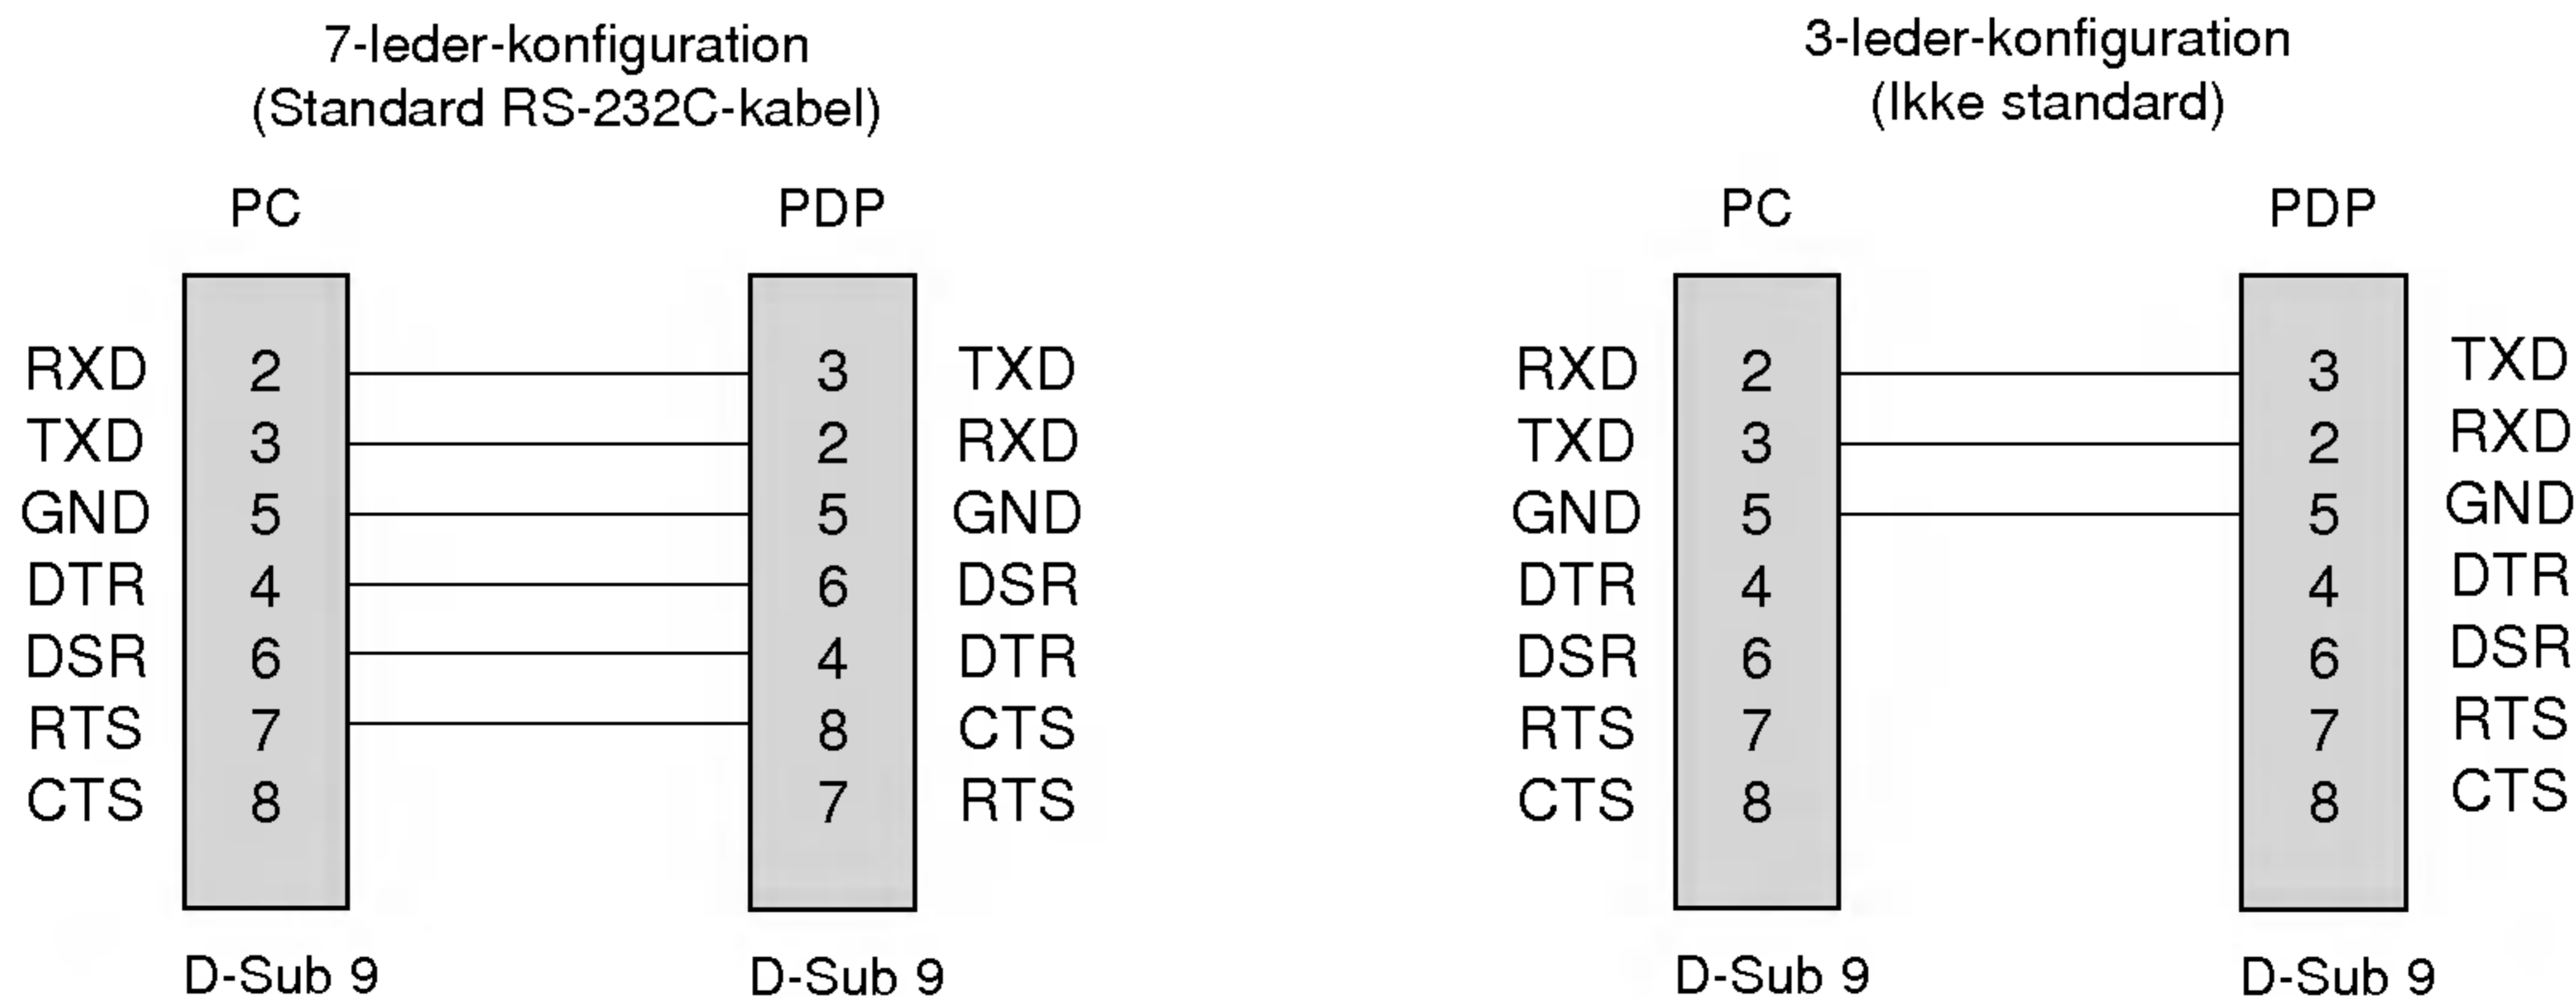 7-leder-konfiguration
(Standard RS-232C-kabel)
PC PDP
RXD 2 3 TXD
TXD 3 2 RXD
GND 5 5 GND
DTR 4 6 DSR
DSR 6 4 DTR
RTS 7 8 CTS
CTS 8 7 RTS
D-Sub 9 D-Sub 9
3-leder-konfiguration
(Ikke standard)
PC PDP
RXD 2 3 TXD
TXD 3 2 RXD
GND 5 5 GND
DTR 4 4 DTR
DSR 6 6 DSR
RTS 7 7 RTS
CTS 8 8 CTS
D-Sub 9 D-Sub 9